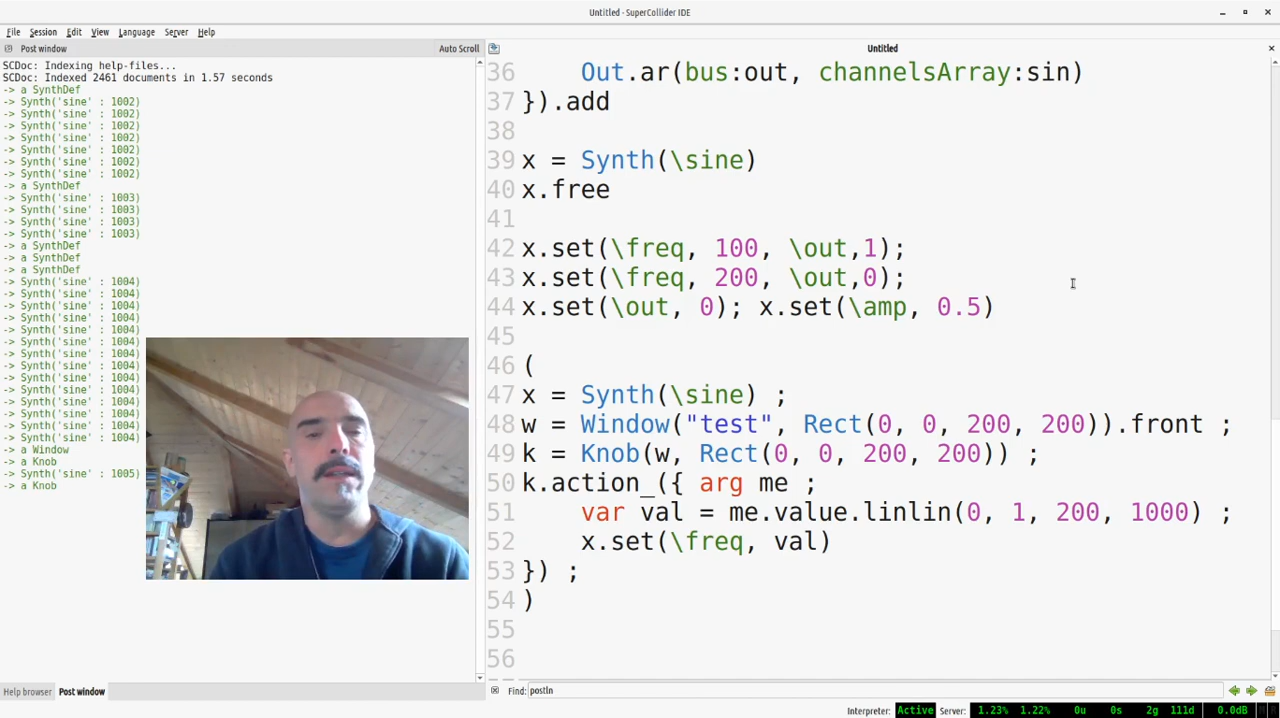 Untitled - SuperCollider IDE
File Session Edit View Language Server Help
Post window Auto Scroll
Untitled
SCDoc: Indexing help-files...
SCDoc: Indexed 2461 documents in 1.57 seconds
-> a SynthDef
-> Synth('sine' : 1002)
-> Synth('sine' : 1002)
-> Synth('sine' : 1002)
-> Synth('sine' : 1002)
-> Synth('sine' : 1002)
-> Synth('sine' : 1002)
-> Synth('sine' : 1002)
-> a SynthDef
-> Synth('sine' : 1003)
-> Synth('sine' : 1003)
-> Synth('sine' : 1003)
-> Synth('sine' : 1003)
-> a SynthDef
-> a SynthDef
-> a SynthDef
-> Synth('sine' : 1004)
-> Synth('sine' : 1004)
-> Synth('sine' : 1004)
-> Synth('sine' : 1004)
-> Synth('sine' : 1004)
-> Synth('sine' : 1004)
-> Synth('sine' : 1004)
-> Synth('sine' : 1004)
-> Synth('sine' : 1004)
-> Synth('sine' : 1004)
-> Synth('sine' : 1004)
-> Synth('sine' : 1004)
-> Synth('sine' : 1004)
-> Synth('sine' : 1004)
-> a Window
-> a Knob
-> Synth('sine' : 1005)
-> a Knob
36 Out.ar(bus:out, channelsArray:sin)
37 }).add
38
39 x = Synth(\sine)
40 x.free
41
42 x.set(\freq, 100, \out,1);
43 x.set(\freq, 200, \out,0);
44 x.set(\out, 0); x.set(\amp, 0.5)
45
46 (
47 x = Synth(\sine) ;
48 w = Window("test", Rect(0, 0, 200, 200)).front ;
49 k = Knob(w, Rect(0, 0, 200, 200)) ;
50 k.action_({ arg me ;
51 var val = me.value.linlin(0, 1, 200, 1000) ;
52 x.set(\freq, val)
53 }) ;
54 )
55
56
Help browser Post window
Find: postln
Interpreter: Active Server: 1.23% 1.22% 0u 0s 2g 111d 0.0dB